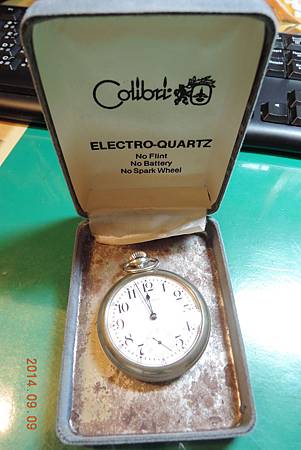 Colibri
ELECTRO-QUARTZ
No Flint
No Battery
No Spark Wheel
2014. 09. 09